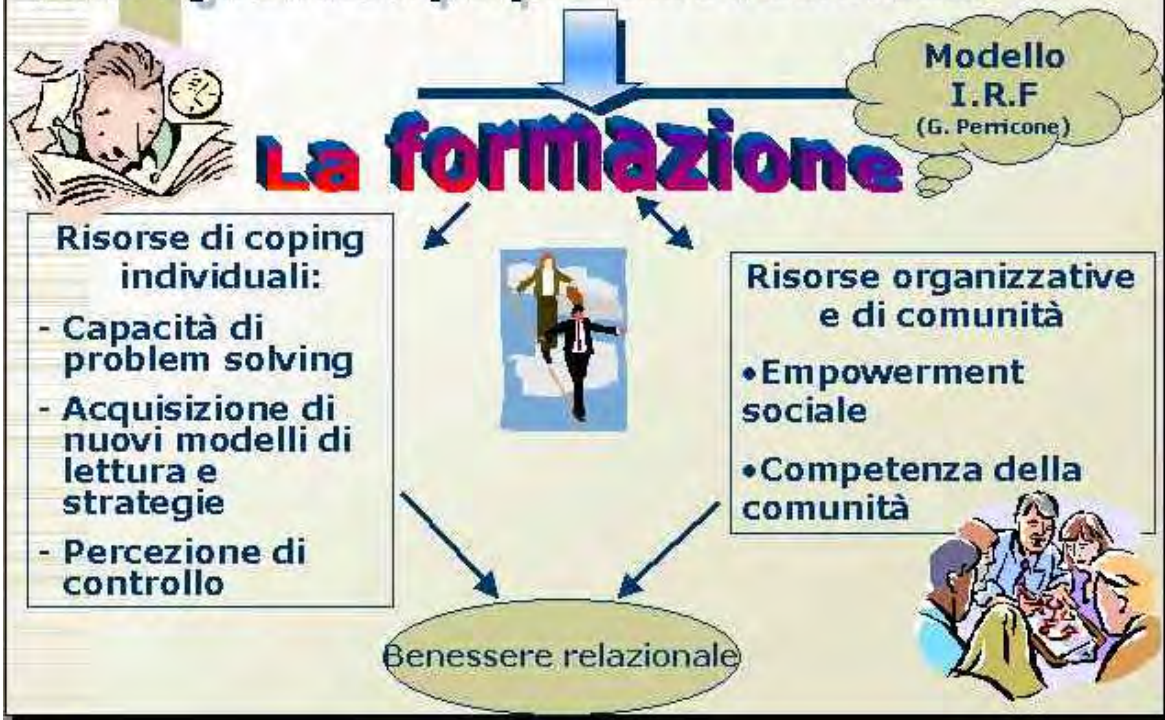 Modello
I.R.F
(G. Perricone)
La formazione
Risorse di coping
individuali:
- Capacità di
problem solving
- Acquisizione di
nuovi modelli di
lettura e
strategie
- Percezione di
controllo
Risorse organizzative
e di comunità
•Empowerment
sociale
•Competenza della
comunità
Benessere relazionale